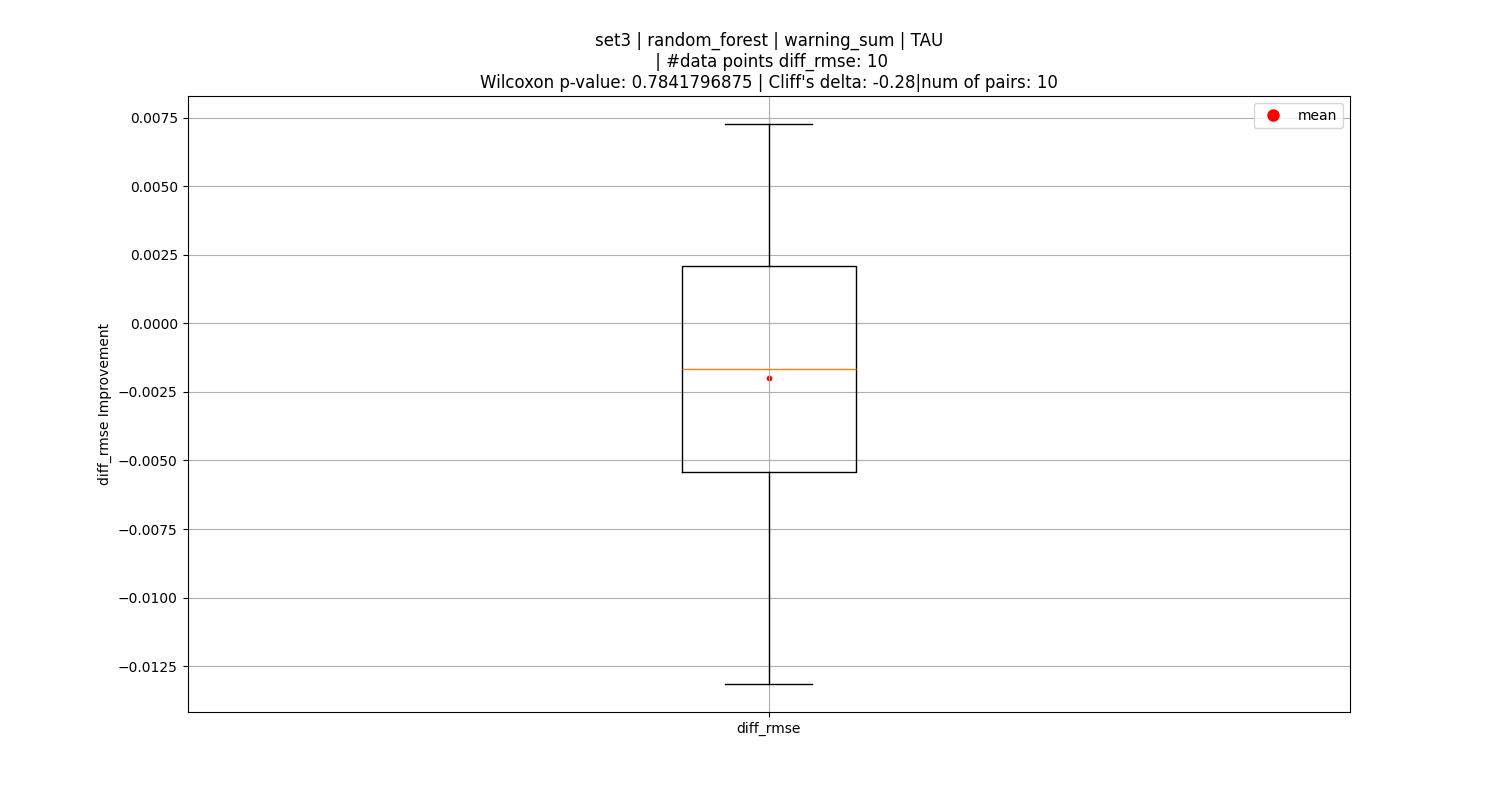 set3 | random_forest | warning_sum | TAU
| #data points diff_rmse: 10
Wilcoxon p-value: 0.7841796875 | Cliff's delta: -0.28|num of pairs: 10
mean
0.0075
0.0050
0.0025
0.0000
−0.0025
−0.0050
−0.0075
−0.0100
−0.0125
diff_rmse Improvement
diff_rmse